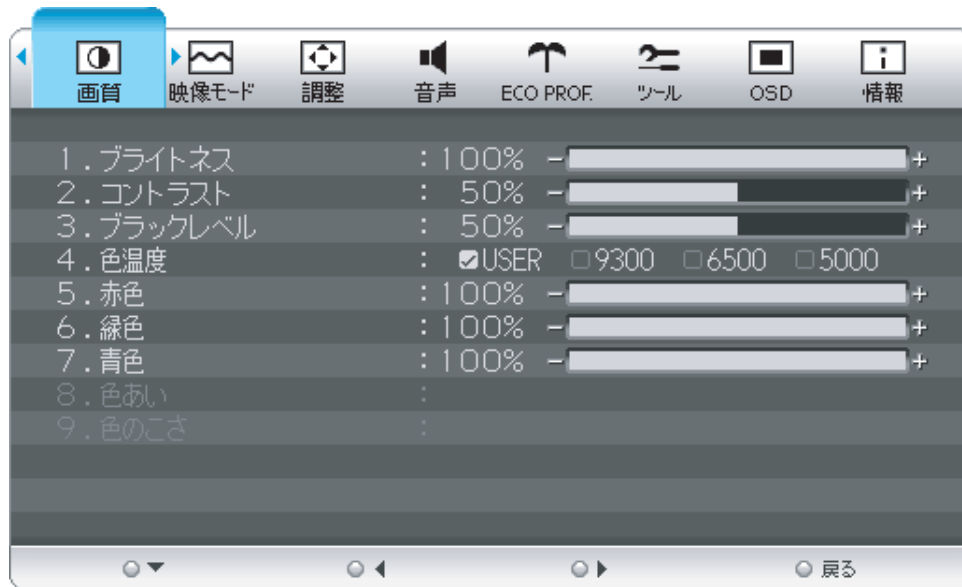 画質 映像モード 調整 音声 ECO PROF. ツール OSD 情報
1.ブライトネス : 100% − +
2.コントラスト : 50% − +
3.ブラックレベル : 50% − +
4.色温度 : USER 9300 6500 5000
5.赤色 : 100% − +
6.緑色 : 100% − +
7.青色 : 100% − +
8.色あい :
9.色のこさ :
戻る